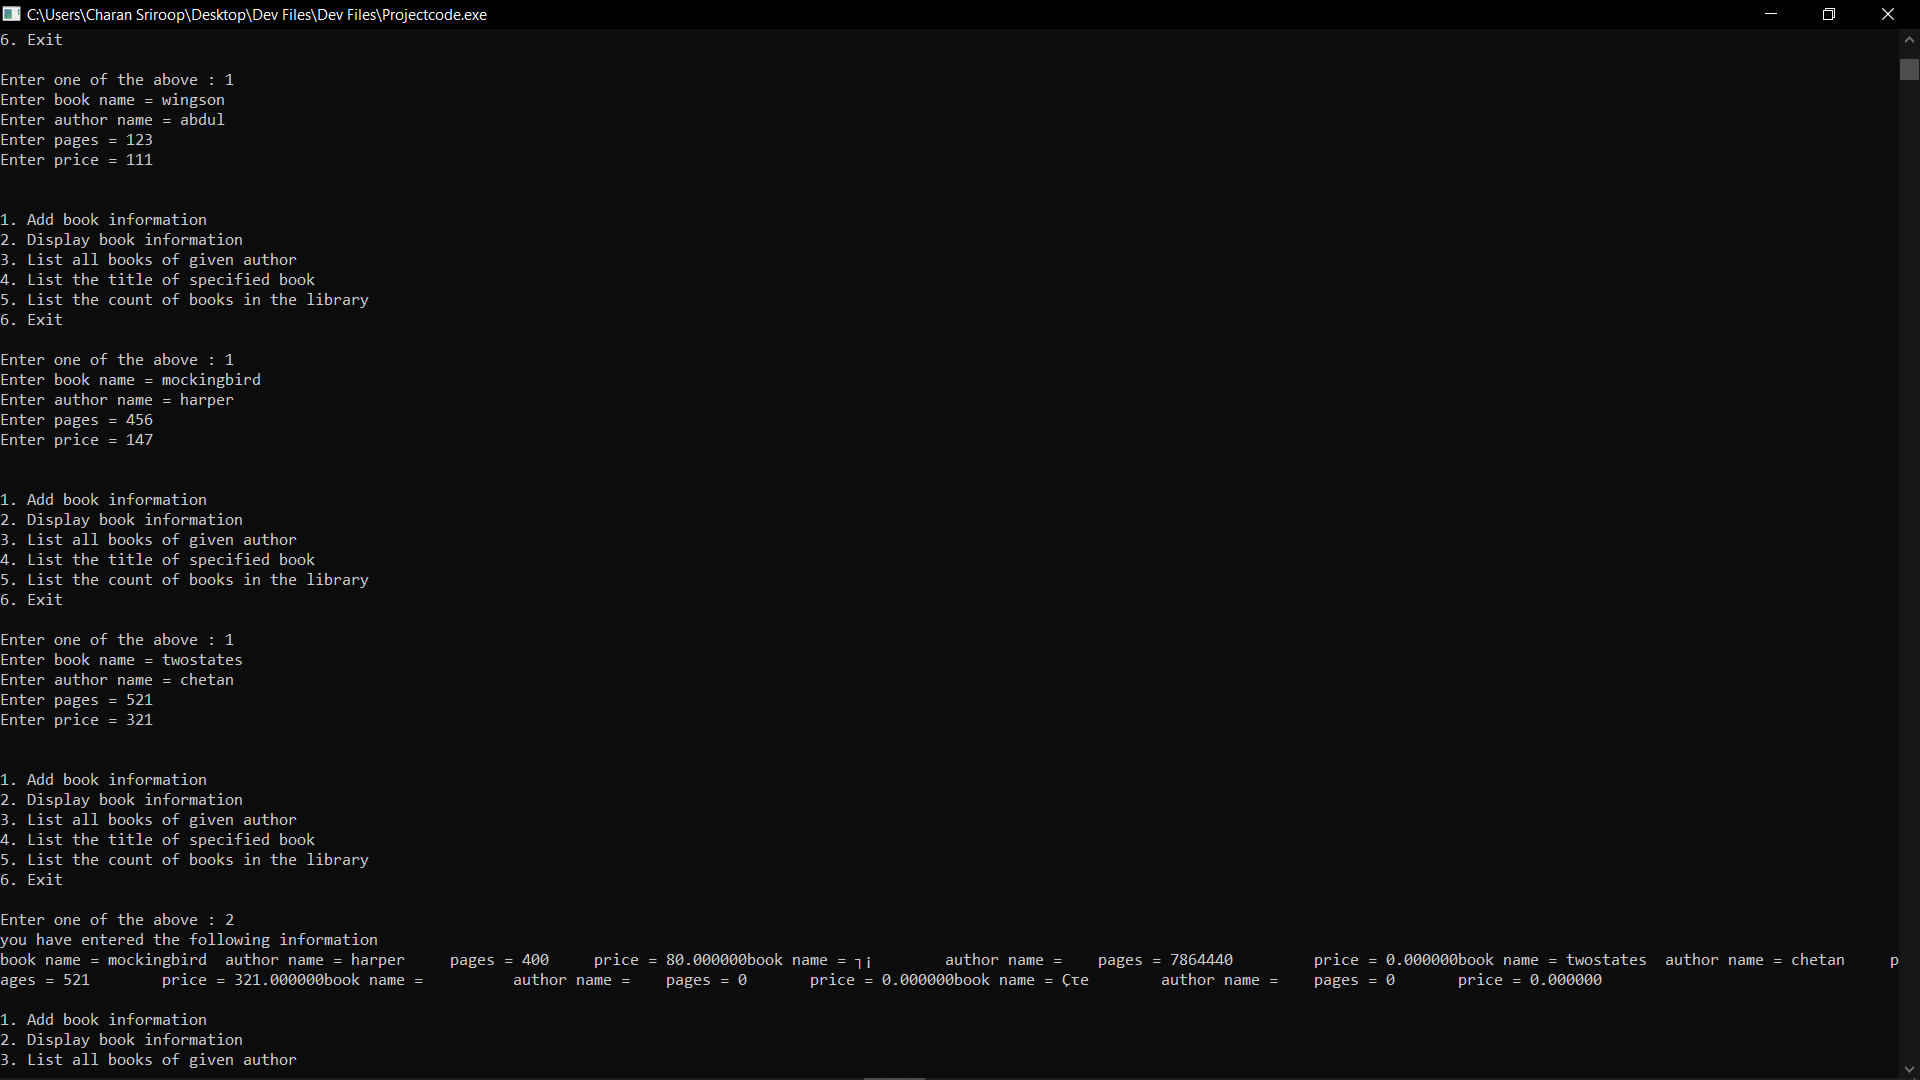 C:\Users\Charan Sriroop\Desktop\Dev Files\Dev Files\Projectcode.exe
6. Exit
Enter one of the above : 1
Enter book name = wingson
Enter author name = abdul
Enter pages = 123
Enter price = 111
1. Add book information
2. Display book information
3. List all books of given author
4. List the title of specified book
5. List the count of books in the library
6. Exit
Enter one of the above : 1
Enter book name = mockingbird
Enter author name = harper
Enter pages = 456
Enter price = 147
1. Add book information
2. Display book information
3. List all books of given author
4. List the title of specified book
5. List the count of books in the library
6. Exit
Enter one of the above : 1
Enter book name = twostates
Enter author name = chetan
Enter pages = 521
Enter price = 321
1. Add book information
2. Display book information
3. List all books of given author
4. List the title of specified book
5. List the count of books in the library
6. Exit
Enter one of the above : 2
you have entered the following information
book name = mockingbird  author name = harper     pages = 400     price = 80.000000book name = ┐¡        author name =    pages = 7864440         price = 0.000000book name = twostates  author name = chetan     p
ages = 521        price = 321.000000book name =          author name =    pages = 0       price = 0.000000book name = Çτe        author name =    pages = 0       price = 0.000000
1. Add book information
2. Display book information
3. List all books of given author